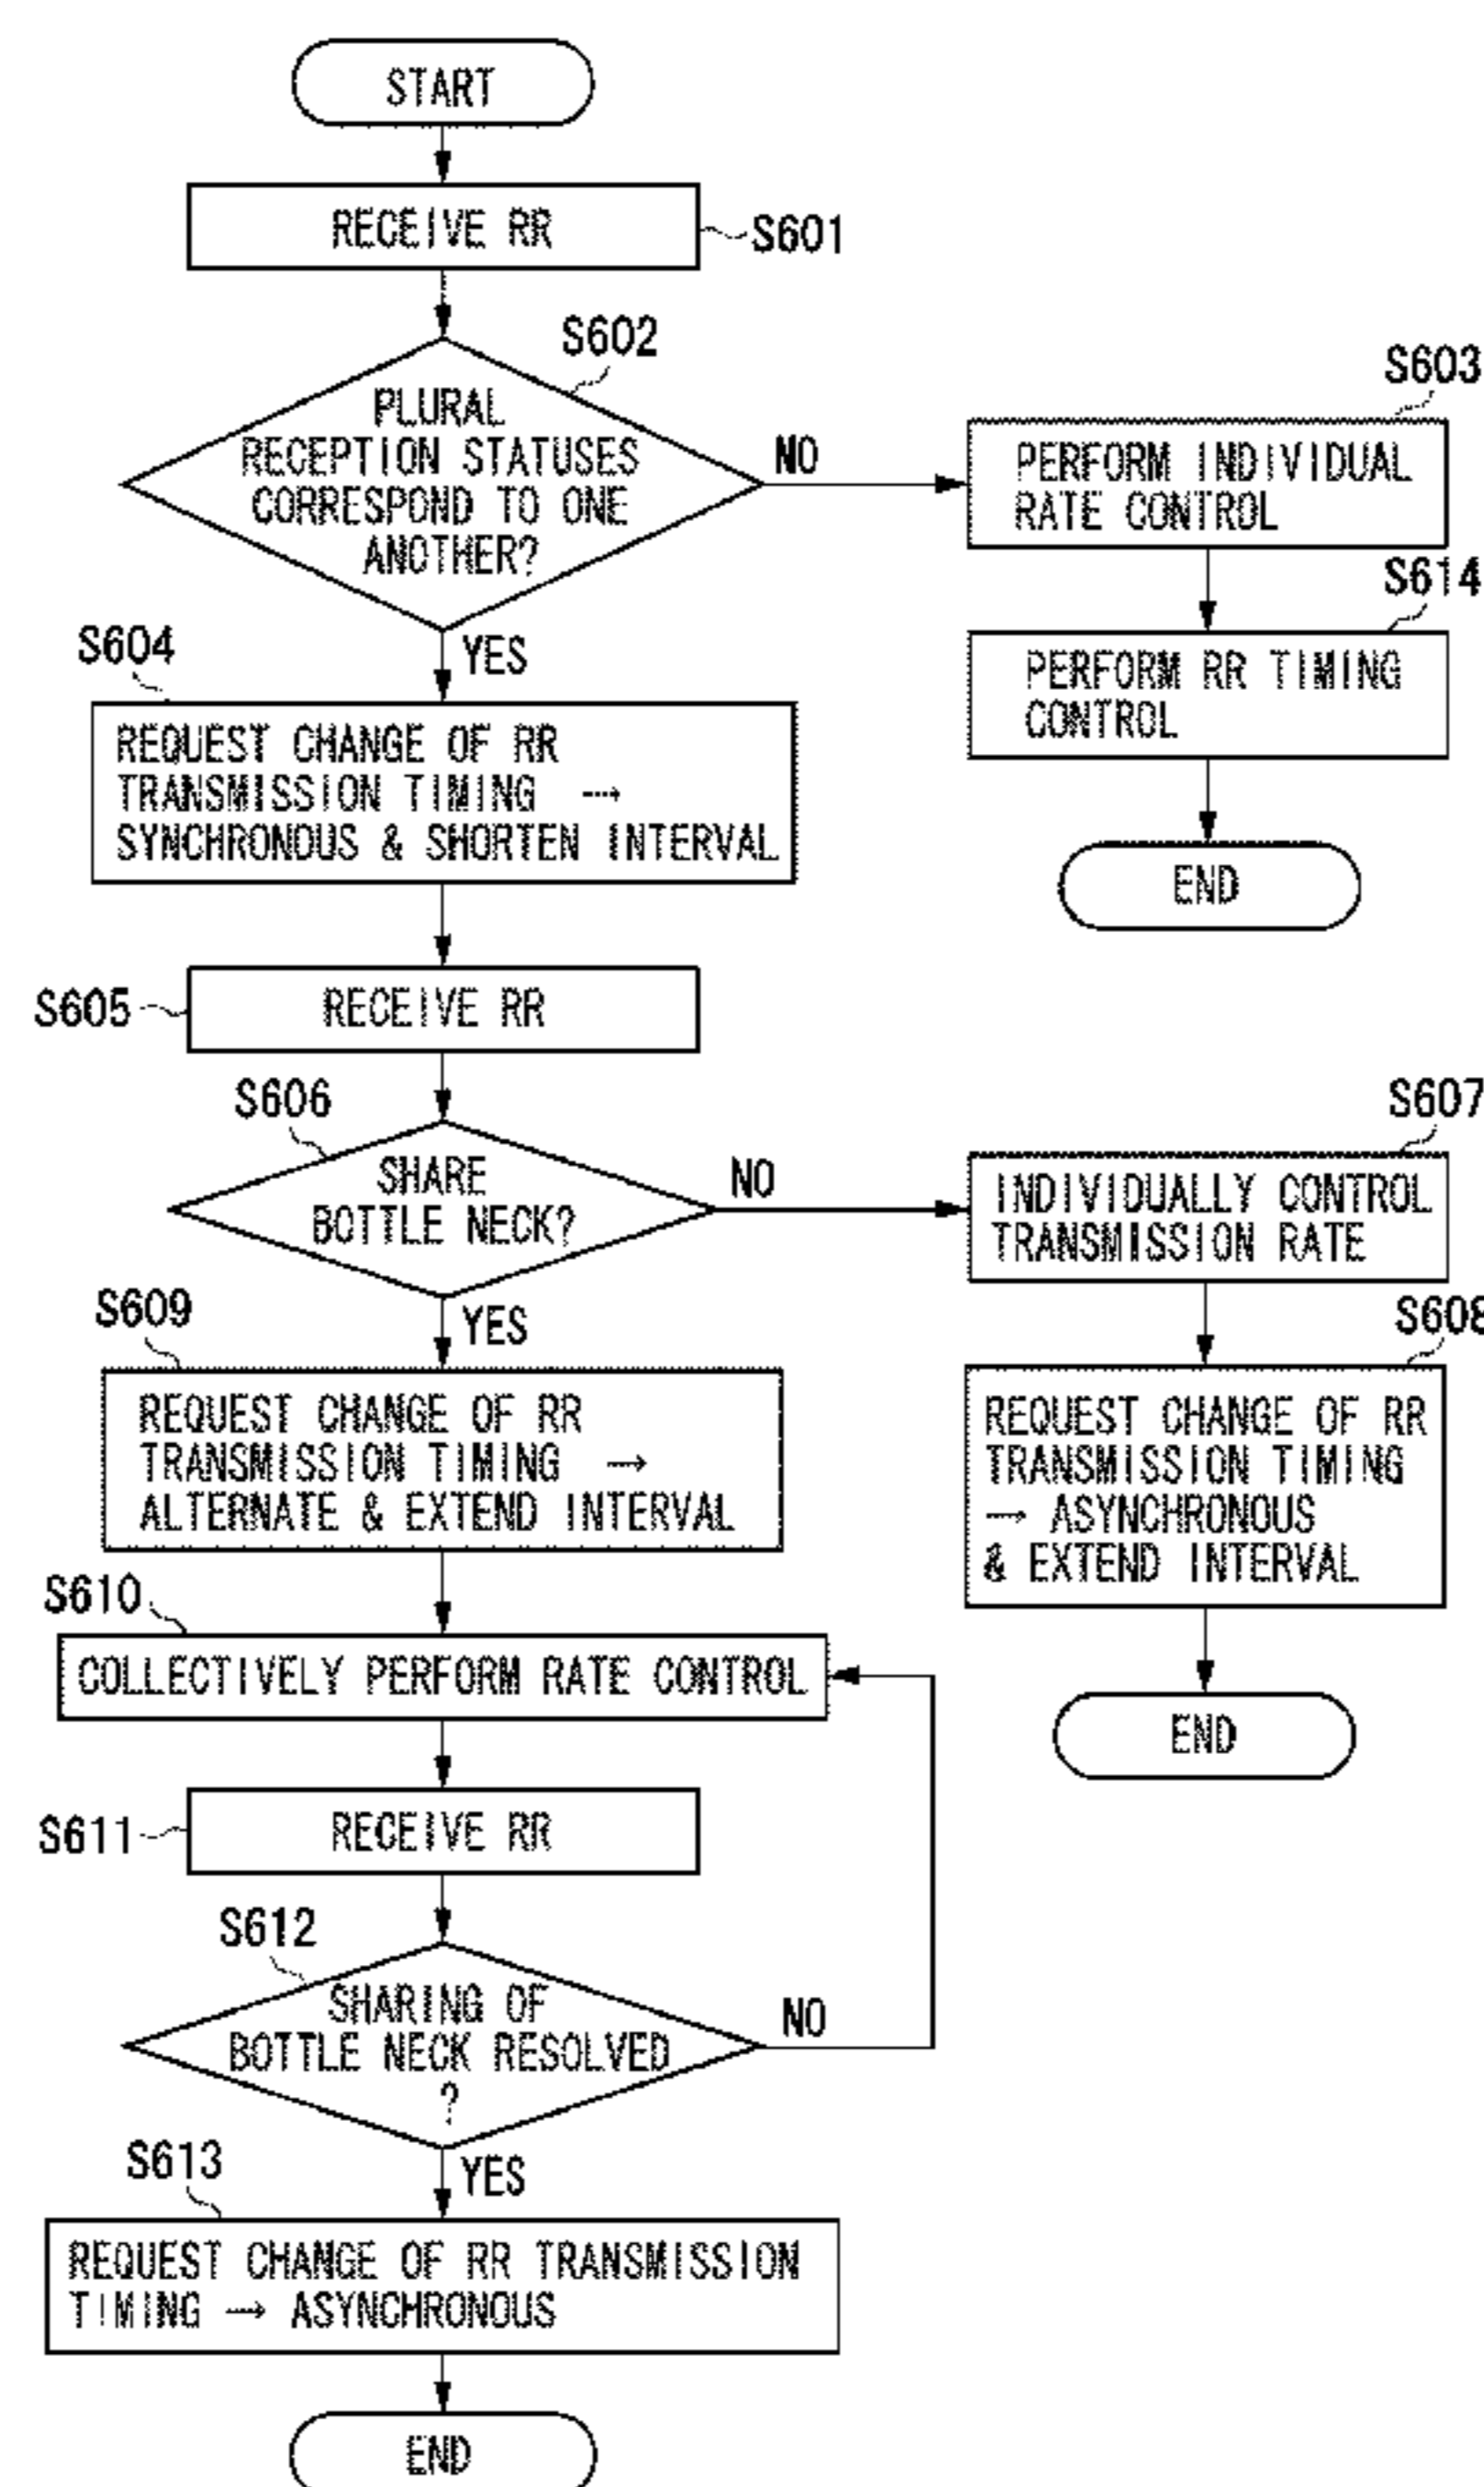 START
RECEIVE RR
S601
S602
PLURAL
RECEPTION STATUSES
CORRESPOND TO ONE
ANOTHER?
NO
YES
S603
PERFORM INDIVIDUAL
RATE CONTROL
S614
PERFORM RR TIMING
CONTROL
END
S604
REQUEST CHANGE OF RR
TRANSMISSION TIMING →
SYNCHRONOUS & SHORTEN INTERVAL
S605
RECEIVE RR
S606
SHARE
BOTTLE NECK?
NO
YES
S607
INDIVIDUALLY CONTROL
TRANSMISSION RATE
S608
REQUEST CHANGE OF RR
TRANSMISSION TIMING
→ ASYNCHRONOUS
& EXTEND INTERVAL
END
S609
REQUEST CHANGE OF RR
TRANSMISSION TIMING →
ALTERNATE & EXTEND INTERVAL
S610
COLLECTIVELY PERFORM RATE CONTROL
S611
RECEIVE RR
S612
SHARING OF
BOTTLE NECK RESOLVED
?
NO
YES
S613
REQUEST CHANGE OF RR TRANSMISSION
TIMING → ASYNCHRONOUS
END